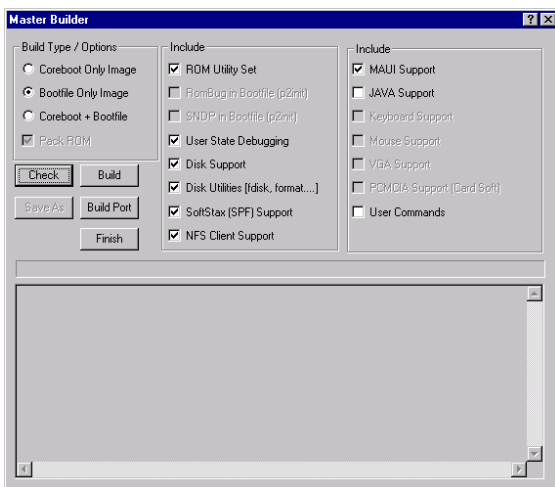 Master Builder
Build Type / Options
Coreboot Only Image
Bootfile Only Image
Coreboot + Bootfile
Pack ROM
Check
Build
Save As
Build Port
Finish
Include
ROM Utility Set
RomBug in Bootfile (p2init)
SNDP in Bootfile (p2init)
User State Debugging
Disk Support
Disk Utilities [fdisk, format....]
SoftStax (SPF) Support
NFS Client Support
Include
MAUI Support
JAVA Support
Keyboard Support
Mouse Support
VGA Support
PCMCIA Support (Card Soft)
User Commands